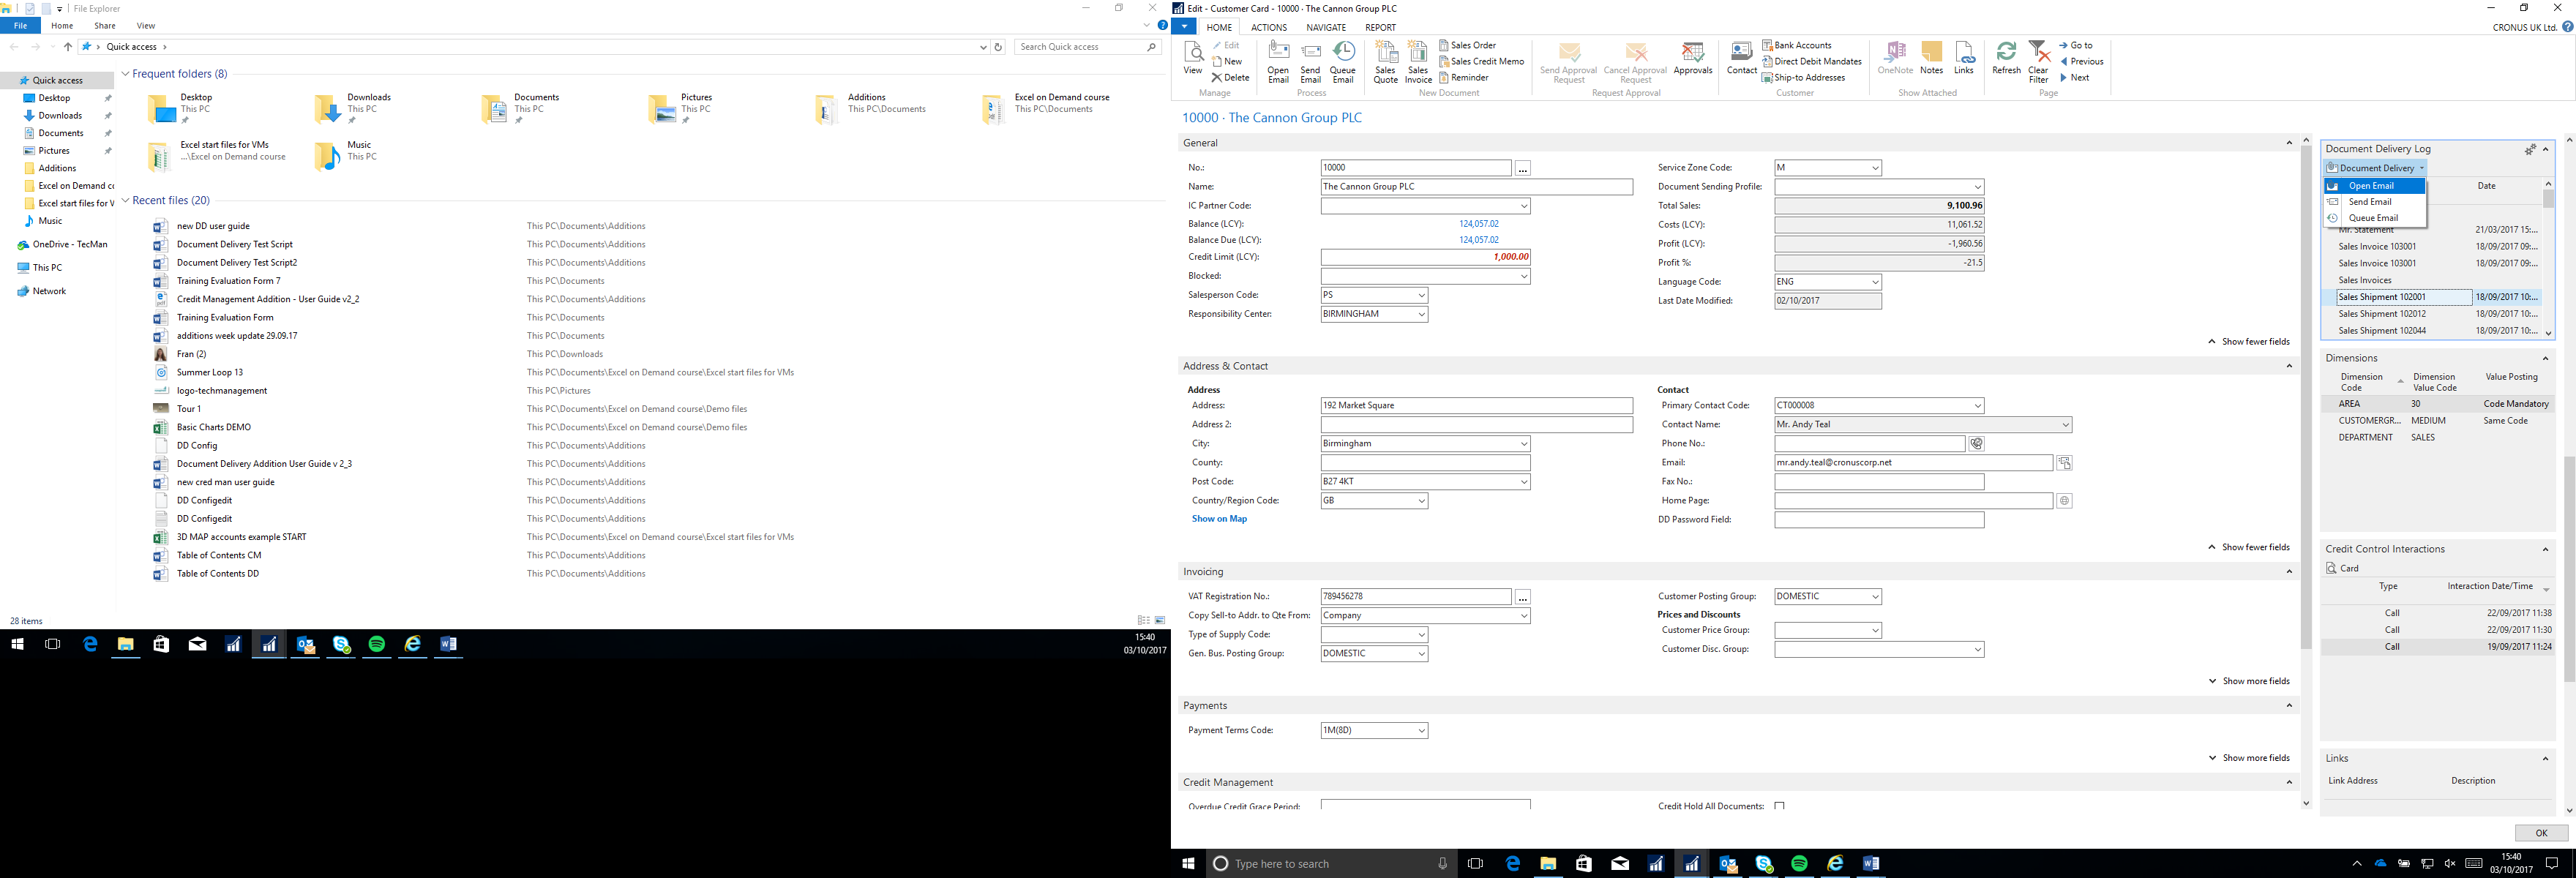 File Explorer
File Home Share View
Quick access
Search Quick access
Quick access
Desktop
Downloads
Documents
Pictures
Additions
Excel on Demand co
Excel start files for V
Music
OneDrive - TecMan
This PC
Network
Frequent folders (8)
Desktop
This PC
Downloads
This PC
Documents
This PC
Pictures
This PC
Additions
This PC\Documents
Excel on Demand course
This PC\Documents
Excel start files for VMs
...\Excel on Demand course
Music
This PC
Recent files (20)
new DD user guide This PC\Documents\Additions
Document Delivery Test Script This PC\Documents\Additions
Document Delivery Test Script2 This PC\Documents\Additions
Training Evaluation Form 7 This PC\Documents
Credit Management Addition - User Guide v2_2 This PC\Documents\Additions
Training Evaluation Form This PC\Documents
additions week update 29.09.17 This PC\Documents
Fran (2) This PC\Downloads
Summer Loop 13 This PC\Documents\Excel on Demand course\Excel start files for VMs
logo-techmanagement This PC\Pictures
Tour 1 This PC\Documents\Excel on Demand course\Demo files
Basic Charts DEMO This PC\Documents\Excel on Demand course\Demo files
DD Config This PC\Documents\Additions
Document Delivery Addition User Guide v 2_3 This PC\Documents\Additions
new cred man user guide This PC\Documents\Additions
DD Configedit This PC\Documents\Additions
DD Configedit This PC\Documents\Additions
3D MAP accounts example START This PC\Documents\Excel on Demand course\Excel start files for VMs
Table of Contents CM This PC\Documents\Additions
Table of Contents DD This PC\Documents\Additions
28 items
15:40
03/10/2017
Edit - Customer Card - 10000 · The Cannon Group PLC
HOME ACTIONS NAVIGATE REPORT
CRONUS UK Ltd.
View
Edit
New
Delete
Manage
Open Email
Send Email
Queue Email
Process
Sales Quote
Sales Invoice
Sales Order
Sales Credit Memo
Reminder
New Document
Send Approval Request
Cancel Approval Request
Approvals
Request Approval
Contact
Bank Accounts
Direct Debit Mandates
Ship-to Addresses
Customer
OneNote
Notes
Links
Show Attached
Refresh
Clear Filter
Go to
Previous
Next
Page
10000 · The Cannon Group PLC
General
No.: 10000
Name: The Cannon Group PLC
IC Partner Code:
Balance (LCY): 124,057.02
Balance Due (LCY): 124,057.02
Credit Limit (LCY): 1,000.00
Blocked:
Salesperson Code: PS
Responsibility Center: BIRMINGHAM
Service Zone Code: M
Document Sending Profile:
Total Sales: 9,100.96
Costs (LCY): 11,061.52
Profit (LCY): -1,960.56
Profit %: -21.5
Language Code: ENG
Last Date Modified: 02/10/2017
Show fewer fields
Address & Contact
Address
Address: 192 Market Square
Address 2:
City: Birmingham
County:
Post Code: B27 4KT
Country/Region Code: GB
Show on Map
Contact
Primary Contact Code: CT000008
Contact Name: Mr. Andy Teal
Phone No.:
Email: mr.andy.teal@cronuscorp.net
Fax No.:
Home Page:
DD Password Field:
Show fewer fields
Invoicing
VAT Registration No.: 789456278
Copy Sell-to Addr. to Qte From: Company
Type of Supply Code:
Gen. Bus. Posting Group: DOMESTIC
Customer Posting Group: DOMESTIC
Prices and Discounts
Customer Price Group:
Customer Disc. Group:
Show more fields
Payments
Payment Terms Code: 1M(8D)
Show more fields
Credit Management
Overdue Credit Grace Period:
Credit Hold All Documents:
Document Delivery Log
Document Delivery
Open Email
Send Email
Queue Email
Date
Mr. Statement 21/03/2017 15:...
Sales Invoice 103001 18/09/2017 09:...
Sales Invoice 103001 18/09/2017 09:...
Sales Invoices
Sales Shipment 102001 18/09/2017 10:...
Sales Shipment 102012 18/09/2017 10:...
Sales Shipment 102044 18/09/2017 10:...
Dimensions
Dimension Code Dimension Value Code Value Posting
AREA 30 Code Mandatory
CUSTOMERGR... MEDIUM Same Code
DEPARTMENT SALES
Credit Control Interactions
Card
Type Interaction Date/Time
Call 22/09/2017 11:38
Call 22/09/2017 11:30
Call 19/09/2017 11:24
Links
Link Address Description
OK
Type here to search
15:40
03/10/2017